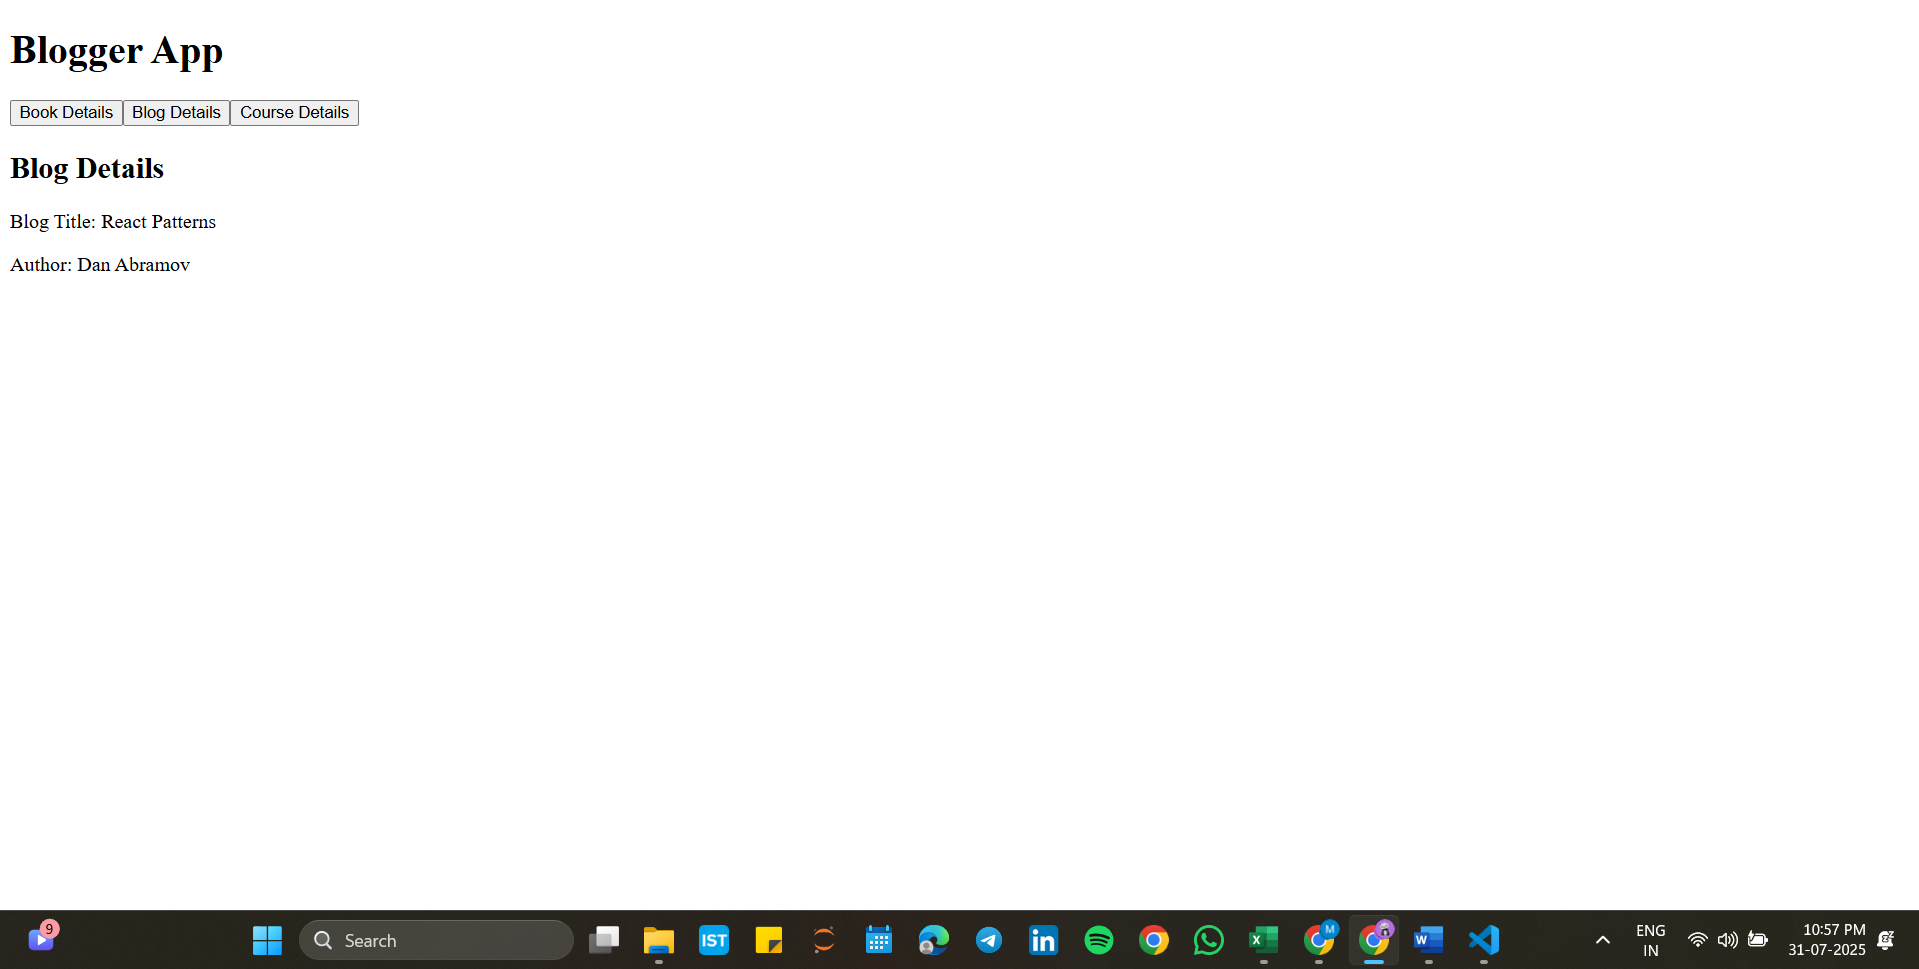 Blogger App
Book Details Blog Details Course Details
Blog Details
Blog Title: React Patterns
Author: Dan Abramov
9
Search
IST
in
X
M
W
ENG
IN
10:57 PM
31-07-2025